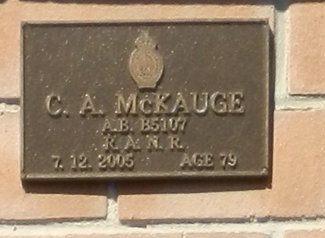 C. A. McKAUGE
A.B. B5107
R. A. N. R.
7. 12. 2005 AGE 79